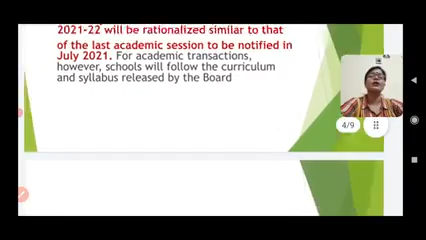 2021-22 will be rationalized similar to that
of the last academic session to be notified in
July 2021. For academic transactions,
however, schools will follow the curriculum
and syllabus released by the Board
4/9